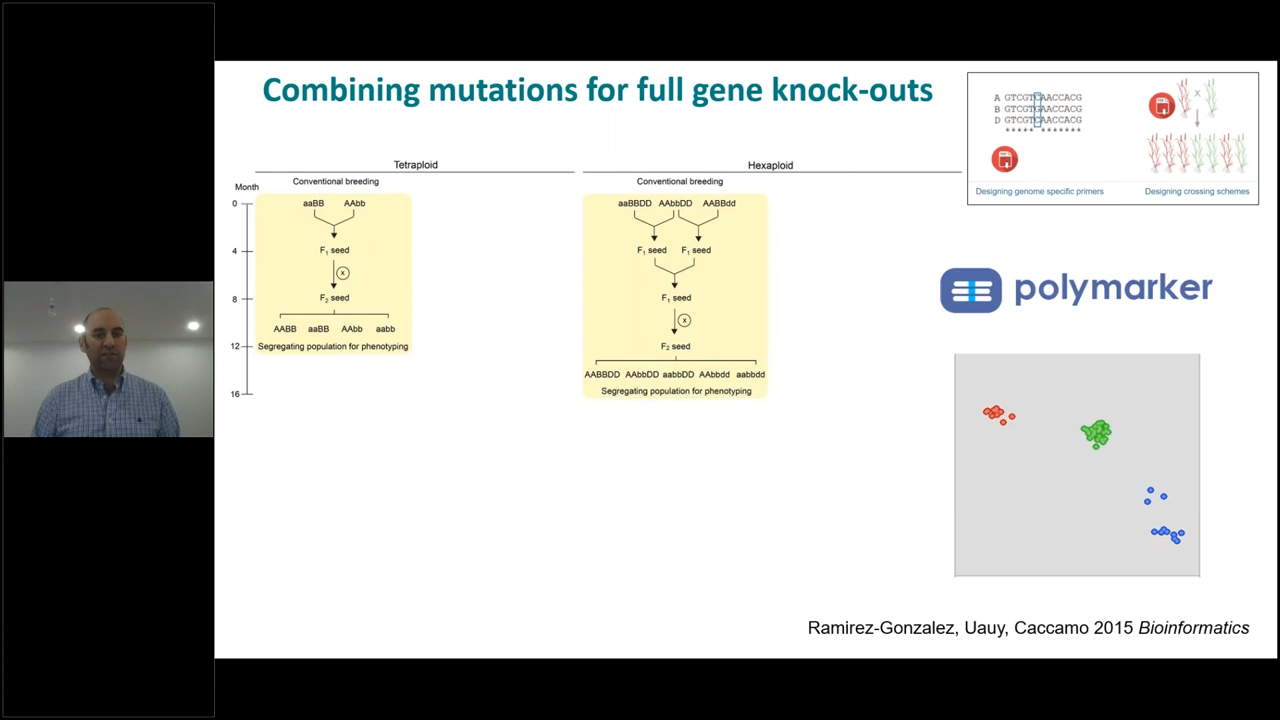 Combining mutations for full gene knock-outs
A GTCGTCAACCACG
B GTCGTGAACCACG
D GTCGTCAACCACG
***** *******
Designing genome specific primers
X
Designing crossing schemes
Tetraploid
Hexaploid
Conventional breeding
Conventional breeding
Month
0
4
8
12
16
aaBB AAbb
F1 seed
x
F2 seed
AABB aaBB AAbb aabb
Segregating population for phenotyping
aaBBDD AAbbDD AABBdd
F1 seed F1 seed
F1 seed
x
F2 seed
AABBDD AAbbDD aabbDD AAbbdd aabbdd
Segregating population for phenotyping
polymarker
Ramirez-Gonzalez, Uauy, Caccamo 2015 Bioinformatics